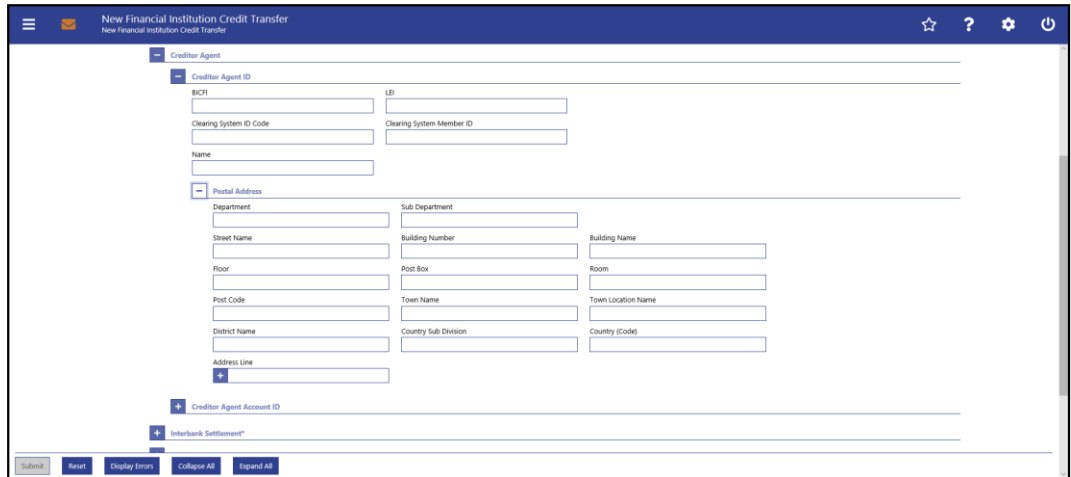 New Financial Institution Credit Transfer
New Financial Institution Credit Transfer
?
− Creditor Agent
− Creditor Agent ID
BICFI LEI
Clearing System ID Code Clearing System Member ID
Name
− Postal Address
Department Sub Department
Street Name Building Number Building Name
Floor Post Box Room
Post Code Town Name Town Location Name
District Name Country Sub Division Country (Code)
Address Line
+
+ Creditor Agent Account ID
+ Interbank Settlement*
Submit Reset Display Errors Collapse All Expand All